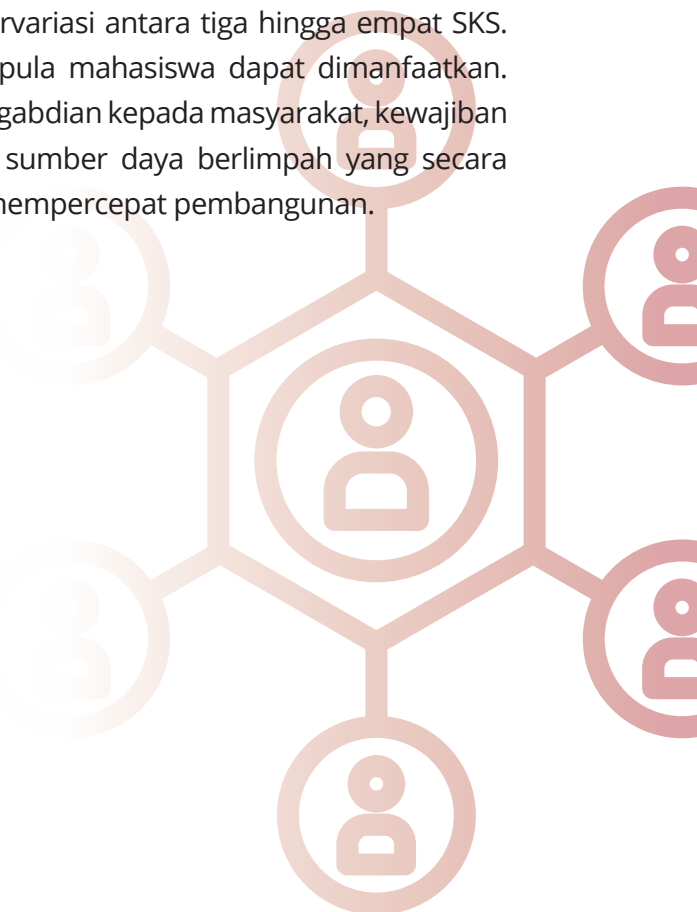 rvariasi antara tiga hingga empat SKS.
pula mahasiswa dapat dimanfaatkan.
gabdian kepada masyarakat, kewajiban
sumber daya berlimpah yang secara
mempercepat pembangunan.